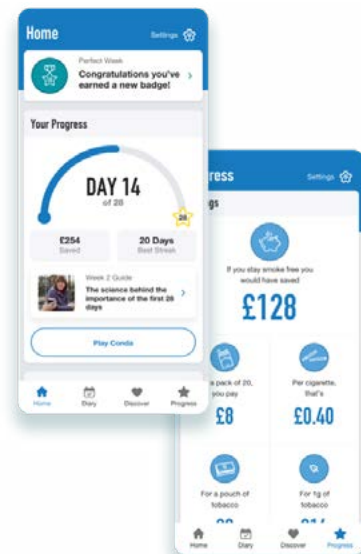 Home
Settings
Perfect Week
Congratulations you've
earned a new badge!
Your Progress
DAY 14
of 28
28
£254
Saved
20 Days
Best Streak
Week 2 Guide
The science behind the
importance of the first 28
days
Play Conda
Home
Diary
Discover
Progress
ress
Settings
gs
If you stay smoke free you
would have saved
£128
a pack of 20,
you pay
£8
Per cigarette,
that's
£0.40
For a pouch of
tobacco
For 1g of
tobacco
Home
Diary
Discover
Progress